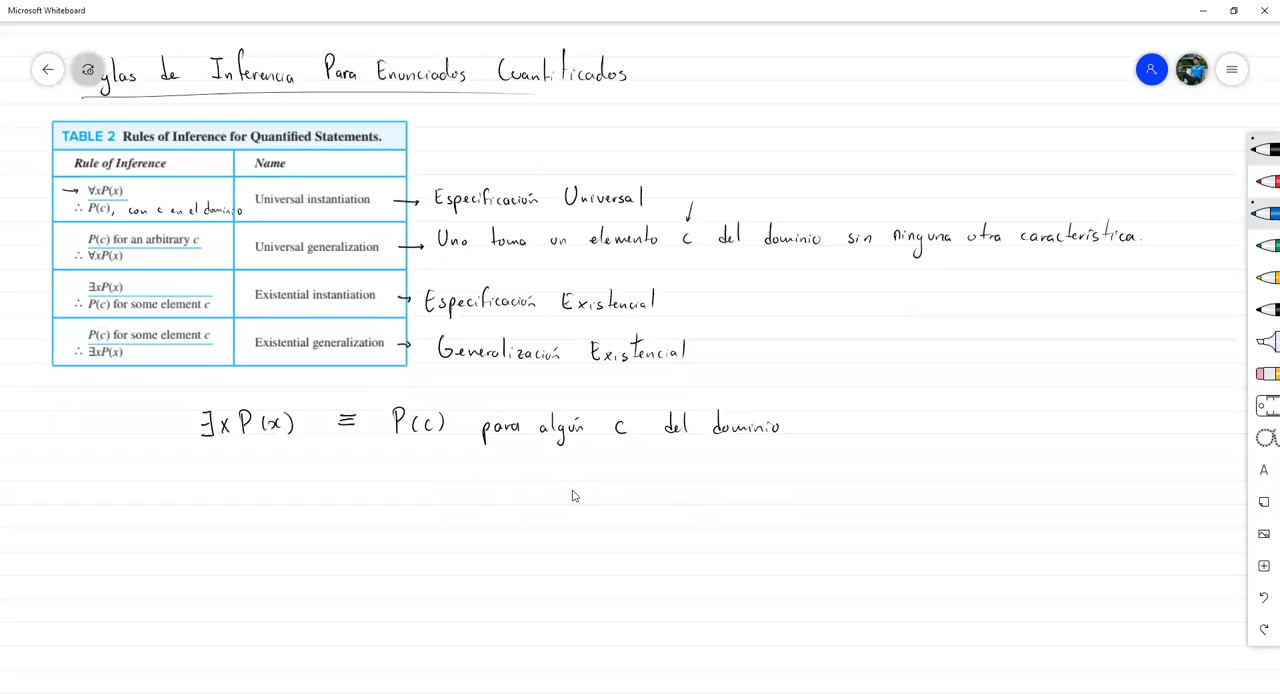 Microsoft Whiteboard
glas de Inferencia Para Enunciados Cuantificados
TABLE 2 Rules of Inference for Quantified Statements.
Rule of Inference Name
→ ∀xP(x)
∴ P(c), con c en el dominio
Universal instantiation → Especificación Universal
P(c) for an arbitrary c
∴ ∀xP(x)
Universal generalization → Uno toma un elemento c del dominio sin ninguna otra característica.
∃xP(x)
∴ P(c) for some element c
Existential instantiation → Especificación Existencial
P(c) for some element c
∴ ∃xP(x)
Existential generalization → Generalización Existencial
∃x P(x) ≡ P(c) para algún c del dominio
A